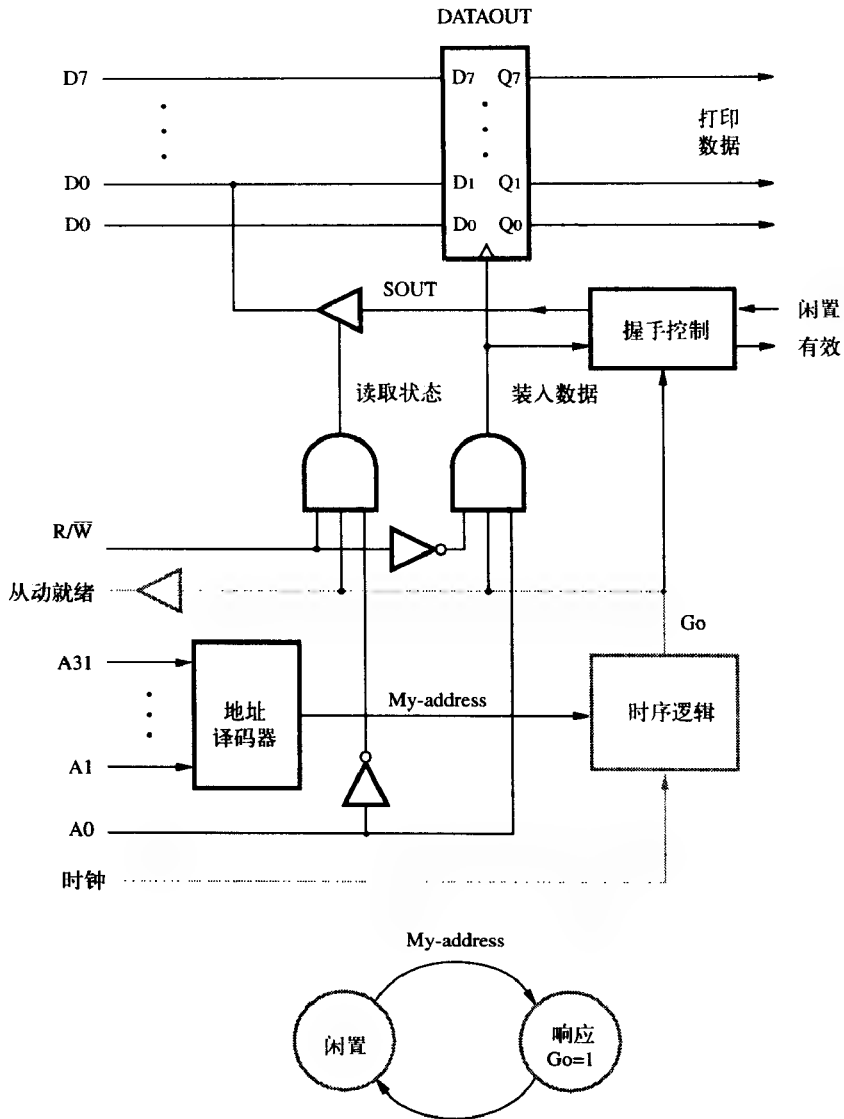 DATAOUT
D7 D7 Q7
打印
数据
D0 D1 Q1
D0 D0 Q0
SOUT
握手控制
闲置
有效
读取状态
装入数据
R/W̅
从动就绪
Go
A31
地址
译码器
My-address
时序逻辑
A1
A0
时钟
My-address
闲置
响应
Go=1